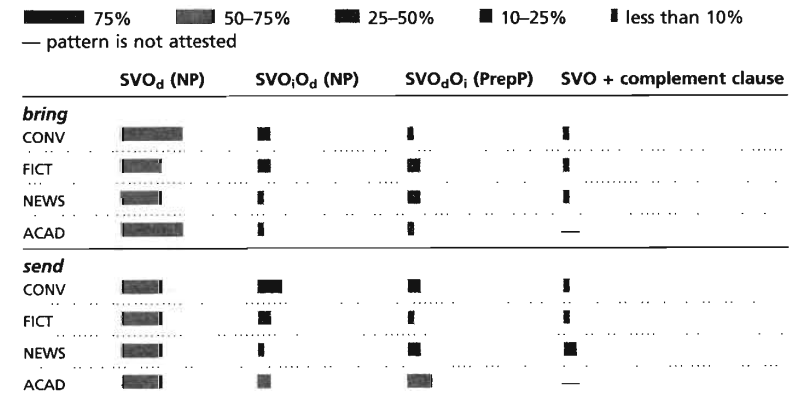 75% 50–75% 25–50% 10–25% less than 10%
— pattern is not attested
SVOd (NP) SVOiOd (NP) SVOdOi (PrepP) SVO + complement clause
bring
CONV
FICT
NEWS
ACAD —
send
CONV
FICT
NEWS
ACAD —